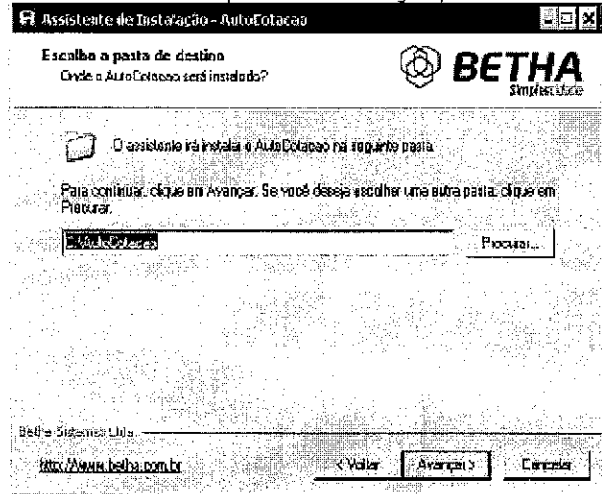 Assistente de Instalação - AutoCotacao
Escolha a pasta de destino
Onde o AutoCotacao será instalado?
BETHA
Simplicidade
O assistente irá instalar o AutoCotacao na seguinte pasta.
Para continuar, clique em Avançar. Se você deseja escolher uma outra pasta, clique em
Procurar.
AutoCotacao
Procurar...
Betha Sistemas Ltda.
http://www.betha.com.br
< Voltar
Avançar >
Cancelar